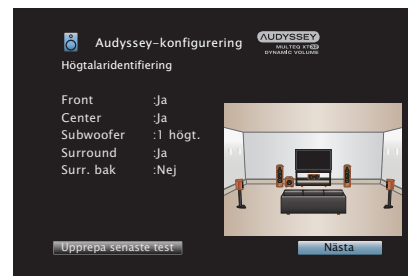 Audyssey-konfigurering
AUDYSSEY
MULTEQ XT32
DYNAMIC VOLUME
Högtalaridentifiering
Front :Ja
Center :Ja
Subwoofer :1 högt.
Surround :Ja
Surr. bak :Nej
Upprepa senaste test
Nästa